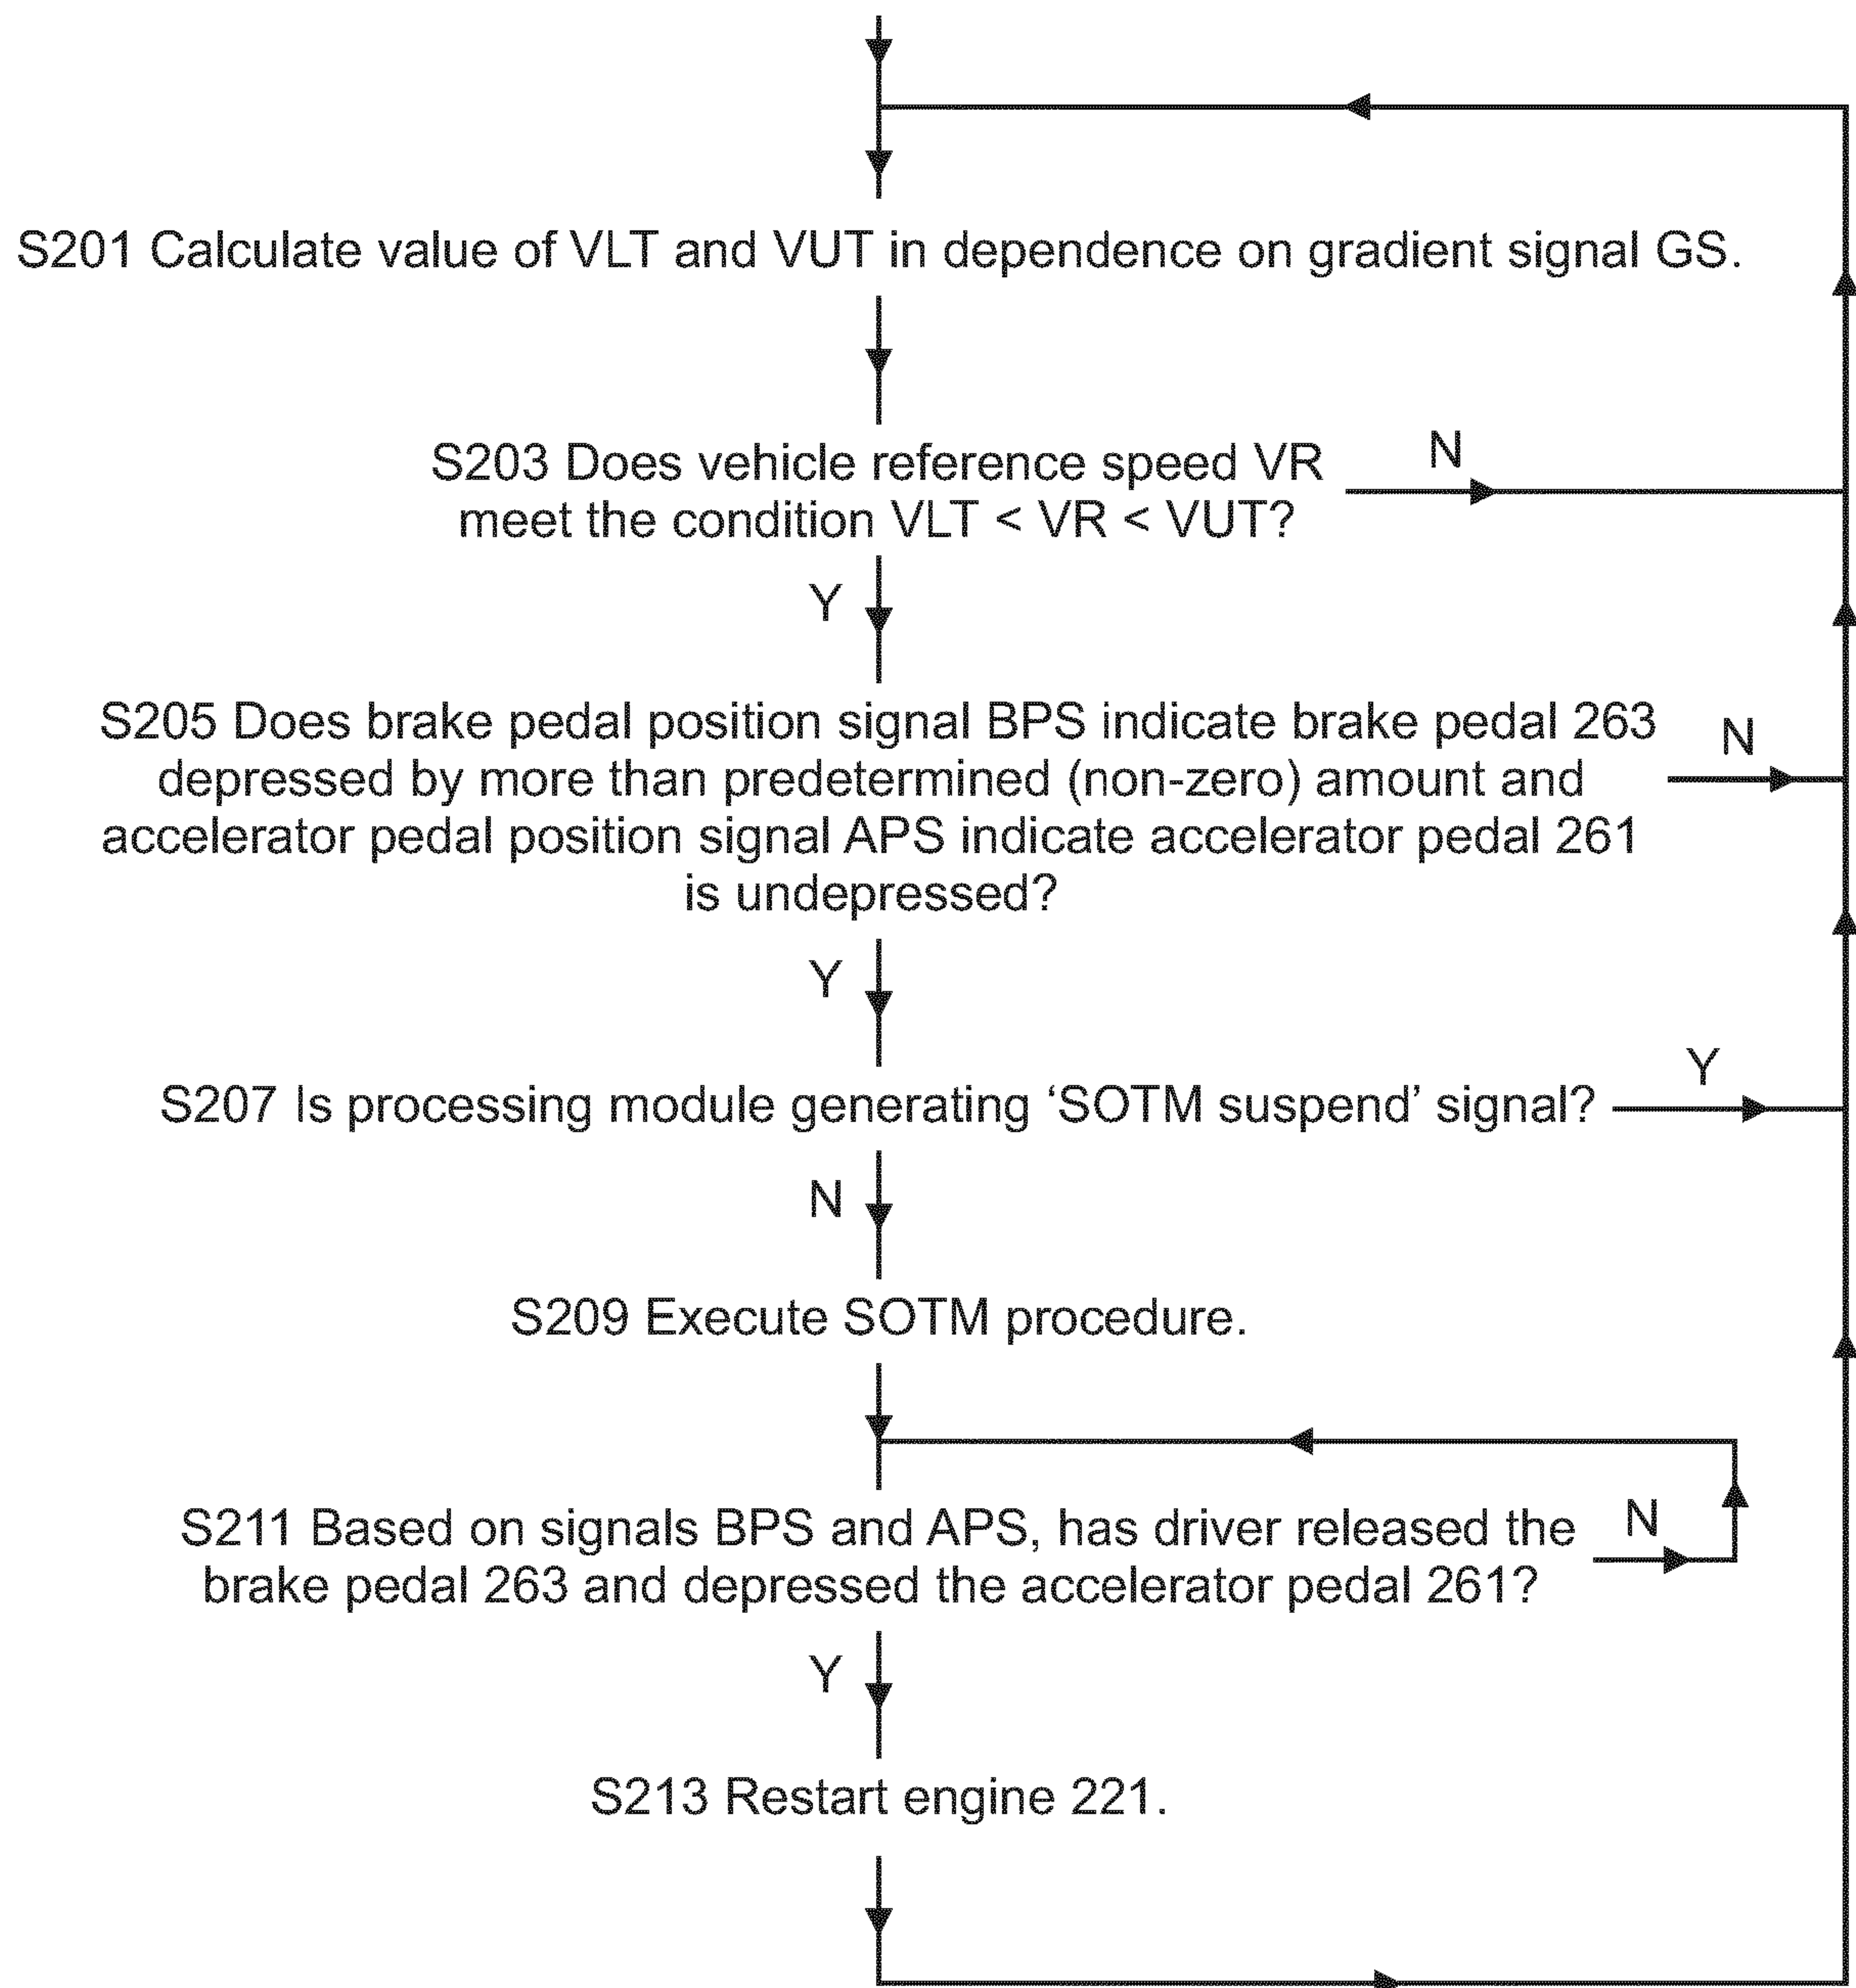 S201 Calculate value of VLT and VUT in dependence on gradient signal GS.
S203 Does vehicle reference speed VR
meet the condition VLT < VR < VUT?
N
Y
S205 Does brake pedal position signal BPS indicate brake pedal 263
depressed by more than predetermined (non-zero) amount and
accelerator pedal position signal APS indicate accelerator pedal 261
is undepressed?
N
Y
S207 Is processing module generating ‘SOTM suspend’ signal?
Y
N
S209 Execute SOTM procedure.
S211 Based on signals BPS and APS, has driver released the
brake pedal 263 and depressed the accelerator pedal 261?
N
Y
S213 Restart engine 221.